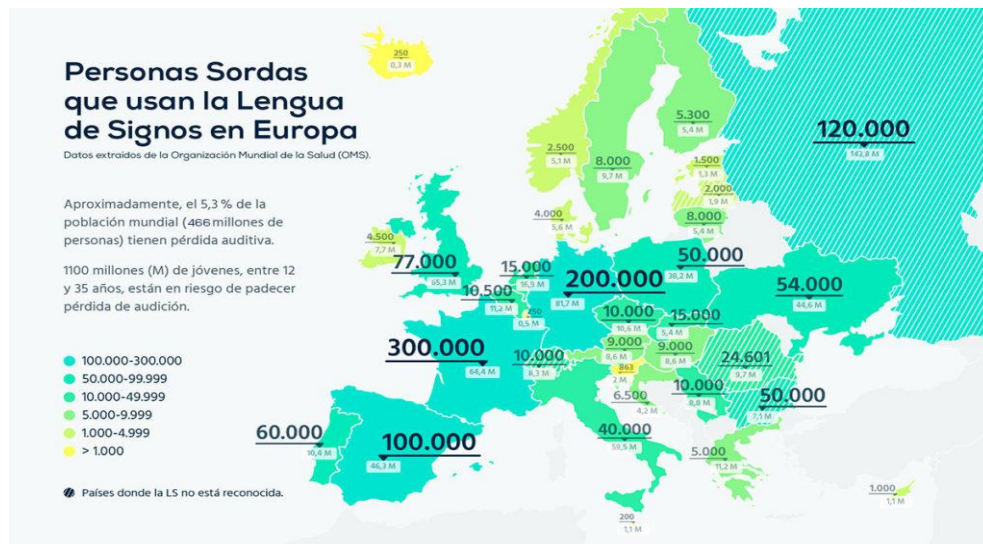 Personas Sordas
que usan la Lengua
de Signos en Europa
Datos extraídos de la Organización Mundial de la Salud (OMS).
Aproximadamente, el 5,3 % de la
población mundial (466 millones de
personas) tienen pérdida auditiva.
1100 millones (M) de jóvenes, entre 12
y 35 años, están en riesgo de padecer
pérdida de audición.
100.000-300.000
50.000-99.999
10.000-49.999
5.000-9.999
1.000-4.999
> 1.000
Países donde la LS no está reconocida.
250
0,3 M
2.500
5,1 M
8.000
9,7 M
5.300
5,4 M
120.000
143,8 M
1.500
1,3 M
2.000
1,9 M
8.000
5,4 M
4.000
5,6 M
4.500
7,7 M
77.000
65,3 M
15.000
16,9 M
10.500
11,2 M
250
0,5 M
200.000
81,7 M
50.000
38,2 M
54.000
44,6 M
10.000
10,6 M
15.000
5,4 M
300.000
64,4 M
10.000
8,3 M
9.000
8,6 M
9.000
8,6 M
863
2 M
24.601
9,7 M
6.500
4,2 M
10.000
8,8 M
50.000
7,1 M
60.000
10,4 M
100.000
46,3 M
40.000
59,5 M
5.000
11,2 M
200
1,1 M
1.000
1,1 M